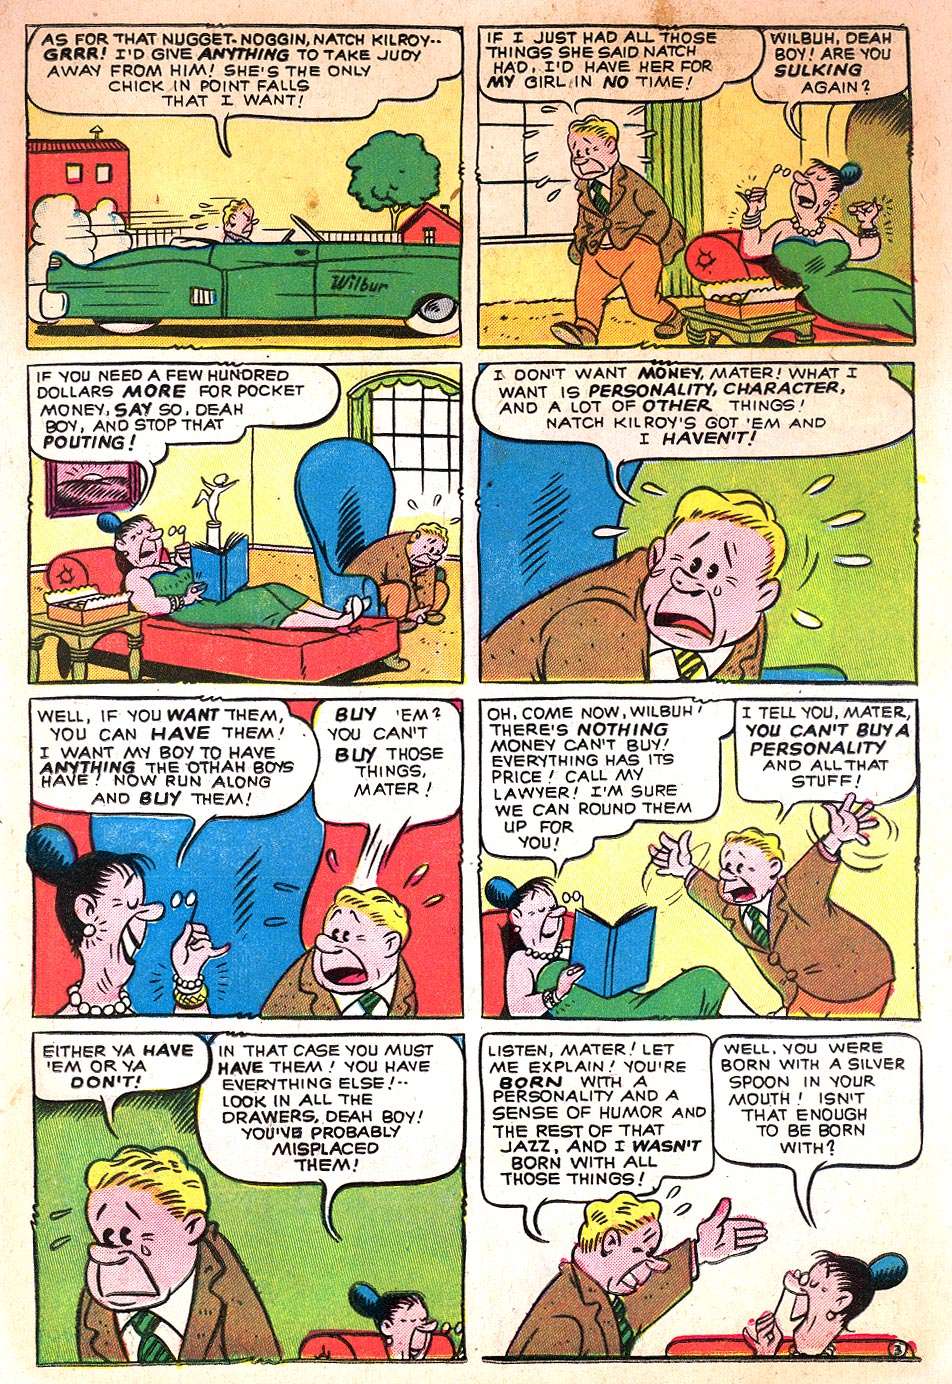 AS FOR THAT NUGGET-NOGGIN, NATCH KILROY--
GRRR! I'D GIVE ANYTHING TO TAKE JUDY
AWAY FROM HIM! SHE'S THE ONLY
CHICK IN POINT FALLS
THAT I WANT!
Wilbur
IF I JUST HAD ALL THOSE
THINGS SHE SAID NATCH
HAD, I'D HAVE HER FOR
MY GIRL IN NO TIME!
WILBUH, DEAH
BOY! ARE YOU
SULKING
AGAIN?
IF YOU NEED A FEW HUNDRED
DOLLARS MORE FOR POCKET
MONEY, SAY SO, DEAH
BOY, AND STOP THAT
POUTING!
I DON'T WANT MONEY, MATER! WHAT I
WANT IS PERSONALITY, CHARACTER,
AND A LOT OF OTHER THINGS!
NATCH KILROY'S GOT 'EM AND
I HAVEN'T!
WELL, IF YOU WANT THEM,
YOU CAN HAVE THEM!
I WANT MY BOY TO HAVE
ANYTHING THE OTHAH BOYS
HAVE! NOW RUN ALONG
AND BUY THEM!
BUY 'EM?
YOU CAN'T
BUY THOSE
THINGS,
MATER!
OH, COME NOW, WILBUH!
THERE'S NOTHING
MONEY CAN'T BUY!
EVERYTHING HAS ITS
PRICE! CALL MY
LAWYER! I'M SURE
WE CAN ROUND THEM
UP FOR
YOU!
I TELL YOU, MATER,
YOU CAN'T BUY A
PERSONALITY
AND ALL THAT
STUFF!
EITHER YA HAVE
'EM OR YA
DON'T!
IN THAT CASE YOU MUST
HAVE THEM! YOU HAVE
EVERYTHING ELSE!--
LOOK IN ALL THE
DRAWERS, DEAH BOY!
YOU'VE PROBABLY
MISPLACED
THEM!
LISTEN, MATER! LET
ME EXPLAIN! YOU'RE
BORN WITH A
PERSONALITY AND A
SENSE OF HUMOR AND
THE REST OF THAT
JAZZ, AND I WASN'T
BORN WITH ALL
THOSE THINGS!
WELL, YOU WERE
BORN WITH A SILVER
SPOON IN YOUR
MOUTH! ISN'T
THAT ENOUGH
TO BE BORN
WITH?
3